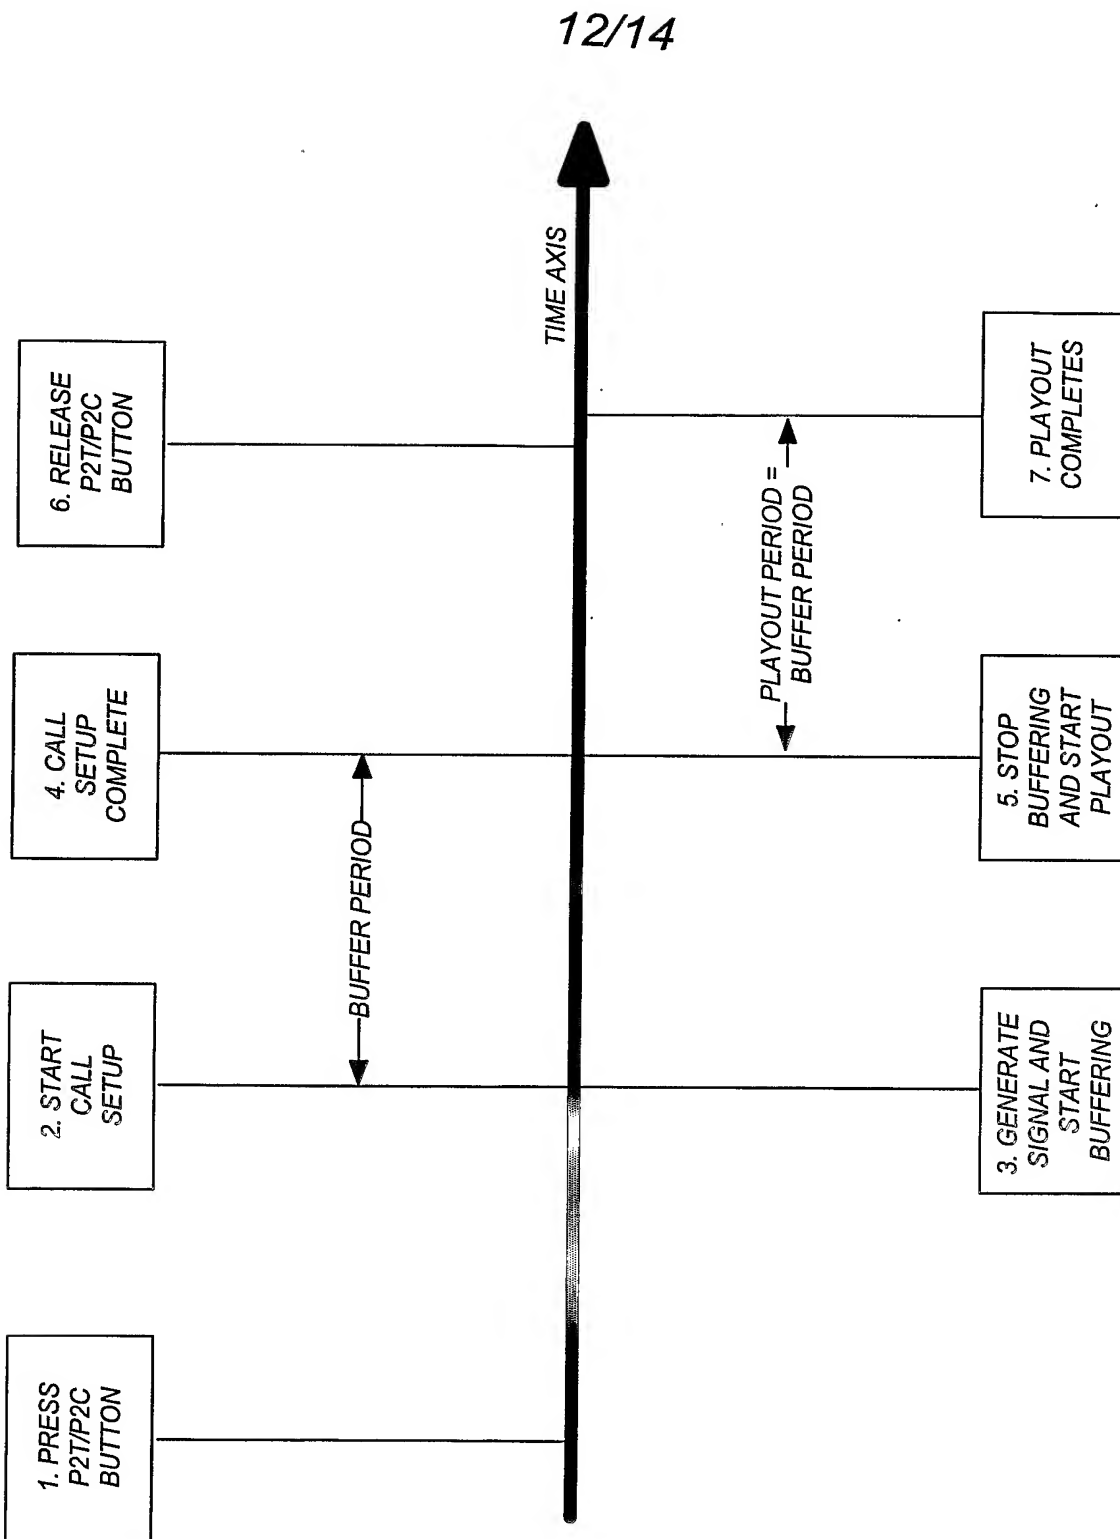 12/14
1. PRESS
P2T/P2C
BUTTON
2. START
CALL
SETUP
4. CALL
SETUP
COMPLETE
6. RELEASE
P2T/P2C
BUTTON
BUFFER PERIOD
TIME AXIS
PLAYOUT PERIOD =
BUFFER PERIOD
3. GENERATE
SIGNAL AND
START
BUFFERING
5. STOP
BUFFERING
AND START
PLAYOUT
7. PLAYOUT
COMPLETES